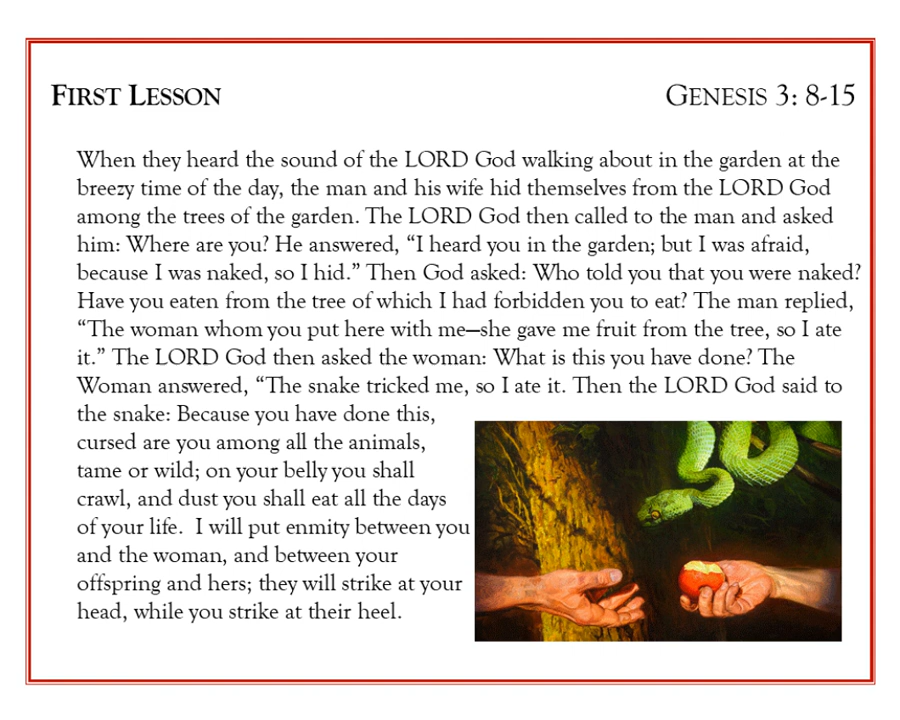 FIRST LESSON GENESIS 3: 8-15
When they heard the sound of the LORD God walking about in the garden at the
breezy time of the day, the man and his wife hid themselves from the LORD God
among the trees of the garden. The LORD God then called to the man and asked
him: Where are you? He answered, “I heard you in the garden; but I was afraid,
because I was naked, so I hid.” Then God asked: Who told you that you were naked?
Have you eaten from the tree of which I had forbidden you to eat? The man replied,
“The woman whom you put here with me—she gave me fruit from the tree, so I ate
it.” The LORD God then asked the woman: What is this you have done? The
Woman answered, “The snake tricked me, so I ate it. Then the LORD God said to
the snake: Because you have done this,
cursed are you among all the animals,
tame or wild; on your belly you shall
crawl, and dust you shall eat all the days
of your life.  I will put enmity between you
and the woman, and between your
offspring and hers; they will strike at your
head, while you strike at their heel.